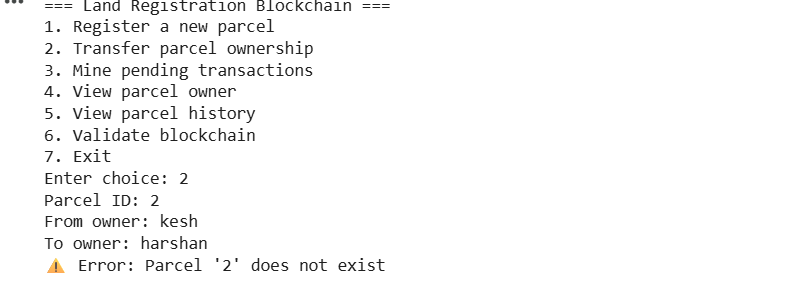 === Land Registration Blockchain ===
1. Register a new parcel
2. Transfer parcel ownership
3. Mine pending transactions
4. View parcel owner
5. View parcel history
6. Validate blockchain
7. Exit
Enter choice: 2
Parcel ID: 2
From owner: kesh
To owner: harshan
⚠️ Error: Parcel '2' does not exist